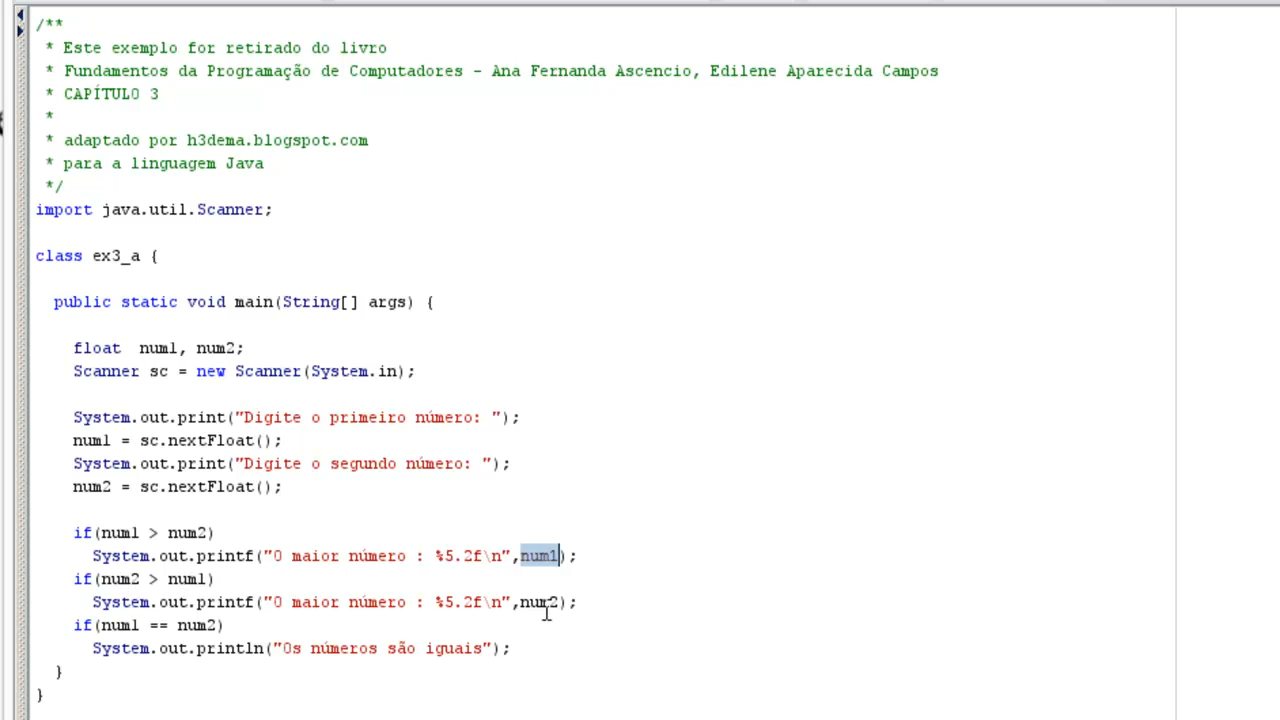 /**
 * Este exemplo for retirado do livro
 * Fundamentos da Programação de Computadores - Ana Fernanda Ascencio, Edilene Aparecida Campos
 * CAPÍTULO 3
 *
 * adaptado por h3dema.blogspot.com
 * para a linguagem Java
 */
import java.util.Scanner;
class ex3_a {
  public static void main(String[] args) {
    float  num1, num2;
    Scanner sc = new Scanner(System.in);
    System.out.print("Digite o primeiro número: ");
    num1 = sc.nextFloat();
    System.out.print("Digite o segundo número: ");
    num2 = sc.nextFloat();
    if(num1 > num2)
      System.out.printf("O maior número : %5.2f\n",num1);
    if(num2 > num1)
      System.out.printf("O maior número : %5.2f\n",num2);
    if(num1 == num2)
      System.out.println("Os números são iguais");
  }
}